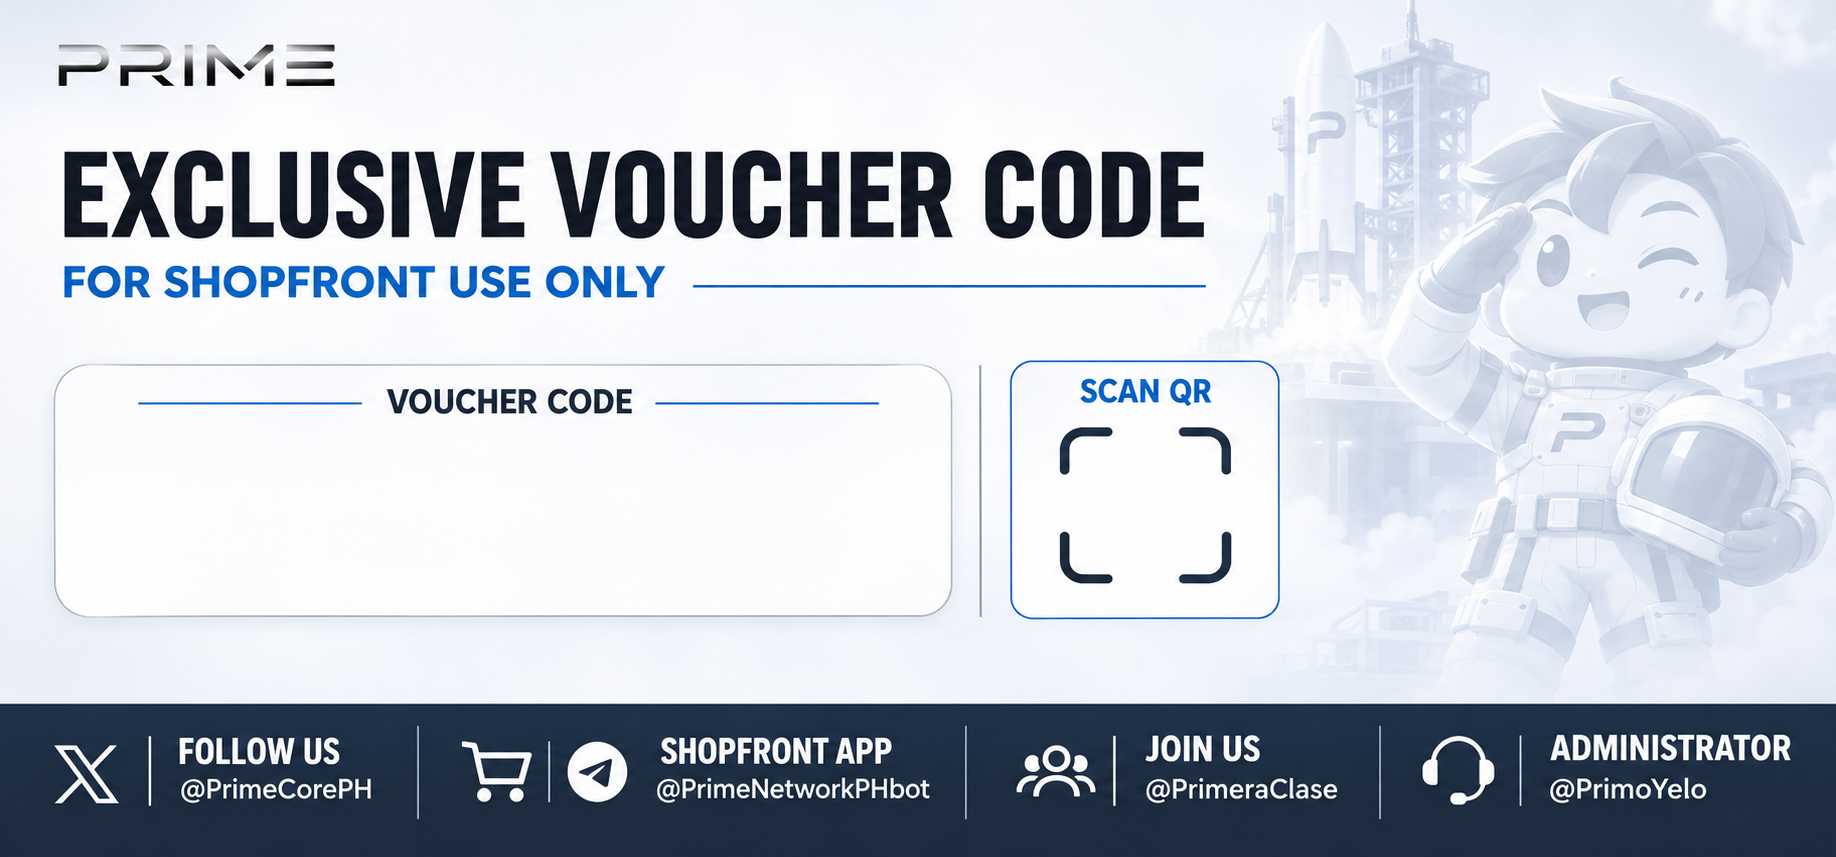 PRIME
EXCLUSIVE VOUCHER CODE
FOR SHOPFRONT USE ONLY
VOUCHER CODE
SCAN QR
P
P
FOLLOW US
@PrimeCorePH
SHOPFRONT APP
@PrimeNetworkPHbot
JOIN US
@PrimeraClase
ADMINISTRATOR
@PrimoYelo